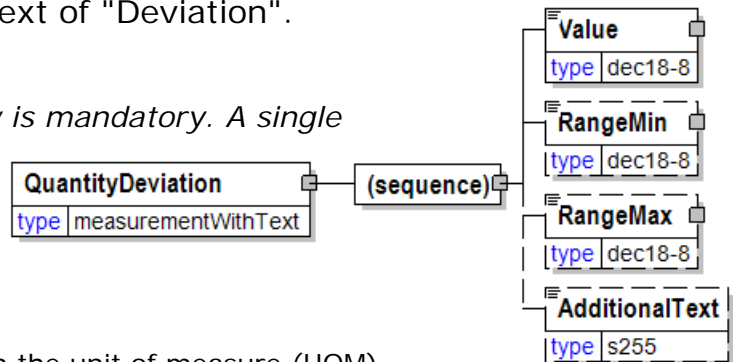 ext of "Deviation".
Value
type dec18-8
is mandatory. A single
RangeMin
type dec18-8
QuantityDeviation
type measurementWithText
(sequence)
RangeMax
type dec18-8
AdditionalText
type s255
the unit of measure (UOM)